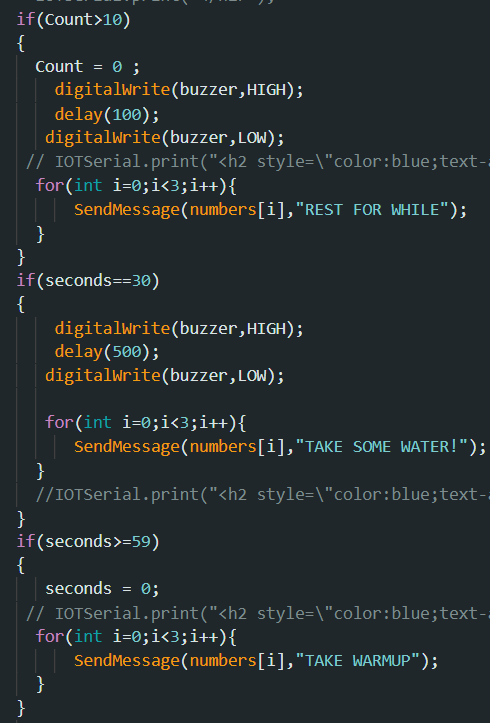 IOTSerial.print("</h2>");
if(Count>10)
{
Count = 0 ;
digitalWrite(buzzer,HIGH);
delay(100);
digitalWrite(buzzer,LOW);
// IOTSerial.print("<h2 style=\"color:blue;text-a
for(int i=0;i<3;i++){
SendMessage(numbers[i],"REST FOR WHILE");
}
}
if(seconds==30)
{
digitalWrite(buzzer,HIGH);
delay(500);
digitalWrite(buzzer,LOW);
for(int i=0;i<3;i++){
SendMessage(numbers[i],"TAKE SOME WATER!");
}
//IOTSerial.print("<h2 style=\"color:blue;text-a
}
if(seconds>=59)
{
seconds = 0;
// IOTSerial.print("<h2 style=\"color:blue;text-a
for(int i=0;i<3;i++){
SendMessage(numbers[i],"TAKE WARMUP");
}
}